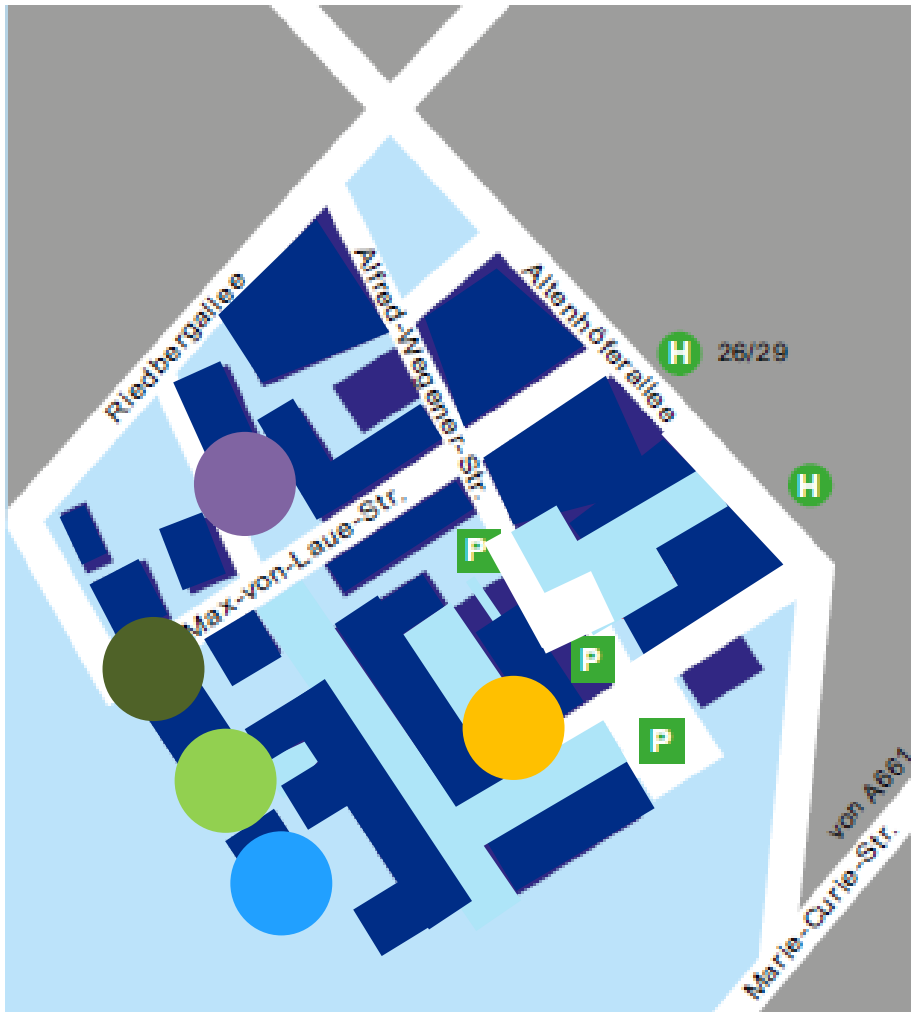 Riedbergallee
Alfred-Wegener-Str.
Altenhöferallee
H 26/29
H
Max-von-Laue-Str.
P
P
P
von A661
Marie-Curie-Str.